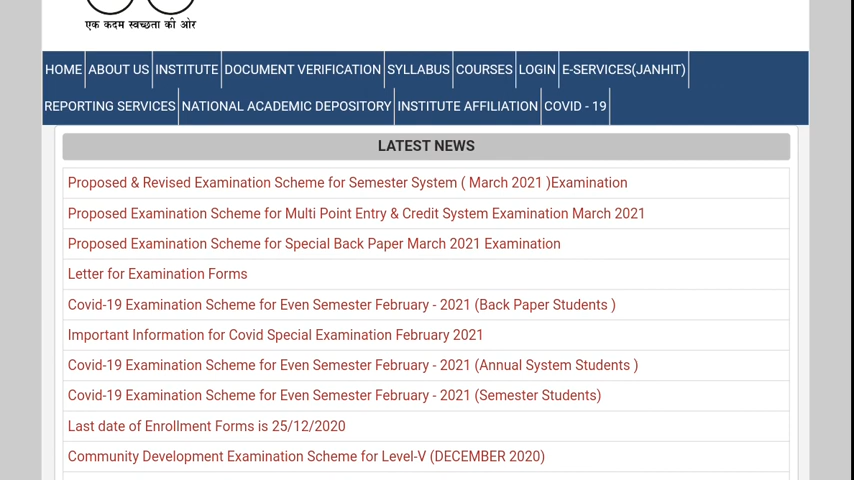 एक कदम स्वच्छता की ओर
HOME ABOUT US INSTITUTE DOCUMENT VERIFICATION SYLLABUS COURSES LOGIN E-SERVICES(JANHIT)
REPORTING SERVICES NATIONAL ACADEMIC DEPOSITORY INSTITUTE AFFILIATION COVID - 19
LATEST NEWS
Proposed & Revised Examination Scheme for Semester System ( March 2021 )Examination
Proposed Examination Scheme for Multi Point Entry & Credit System Examination March 2021
Proposed Examination Scheme for Special Back Paper March 2021 Examination
Letter for Examination Forms
Covid-19 Examination Scheme for Even Semester February - 2021 (Back Paper Students )
Important Information for Covid Special Examination February 2021
Covid-19 Examination Scheme for Even Semester February - 2021 (Annual System Students )
Covid-19 Examination Scheme for Even Semester February - 2021 (Semester Students)
Last date of Enrollment Forms is 25/12/2020
Community Development Examination Scheme for Level-V (DECEMBER 2020)